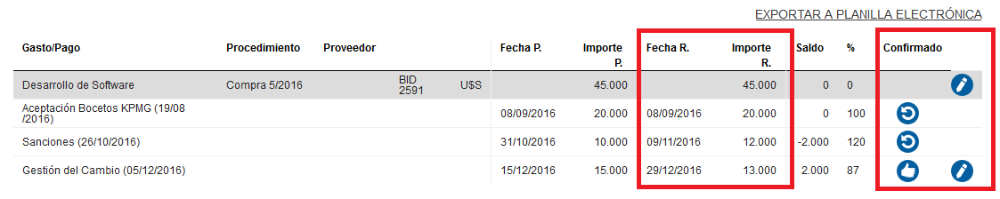 EXPORTAR A PLANILLA ELECTRÓNICA
Gasto/Pago Procedimiento Proveedor Fecha P. Importe P. Fecha R. Importe R. Saldo % Confirmado
Desarrollo de Software Compra 5/2016 BID 2591 U$S 45.000 45.000 0 0
Aceptación Bocetos KPMG (19/08
/2016) 08/09/2016 20.000 08/09/2016 20.000 0 100
Sanciones (26/10/2016) 31/10/2016 10.000 09/11/2016 12.000 -2.000 120
Gestión del Cambio (05/12/2016) 15/12/2016 15.000 29/12/2016 13.000 2.000 87